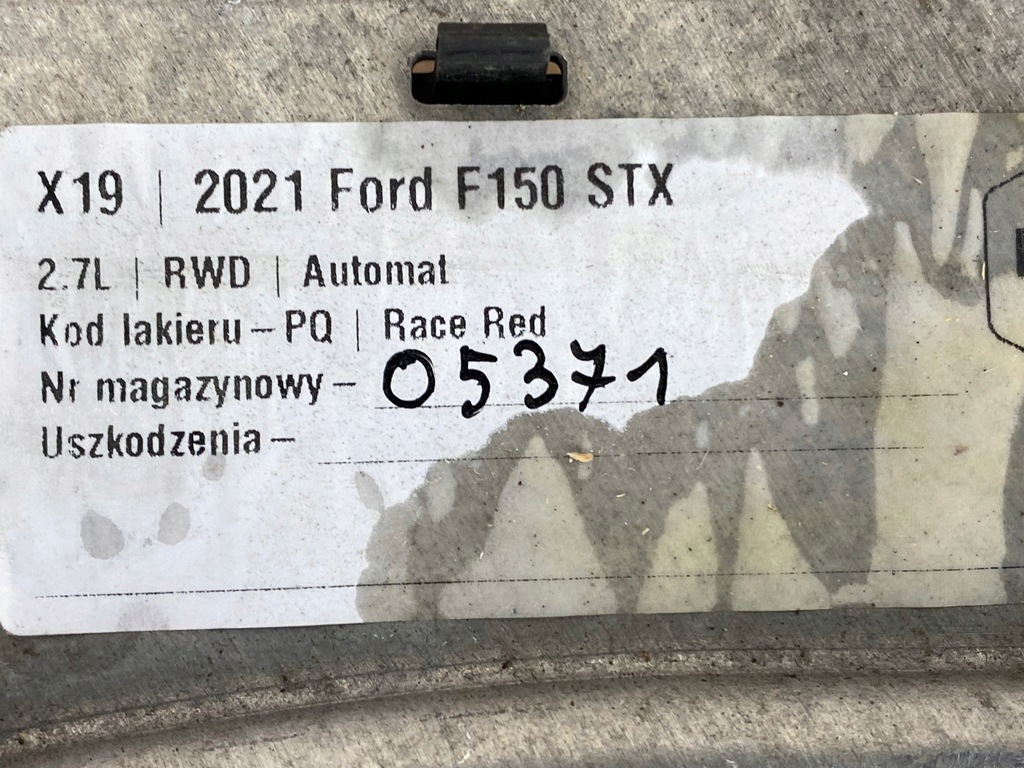 X19 | 2021 Ford F150 STX
2.7L | RWD | Automat
Kod lakieru – PQ | Race Red
Nr magazynowy – 05371
Uszkodzenia –